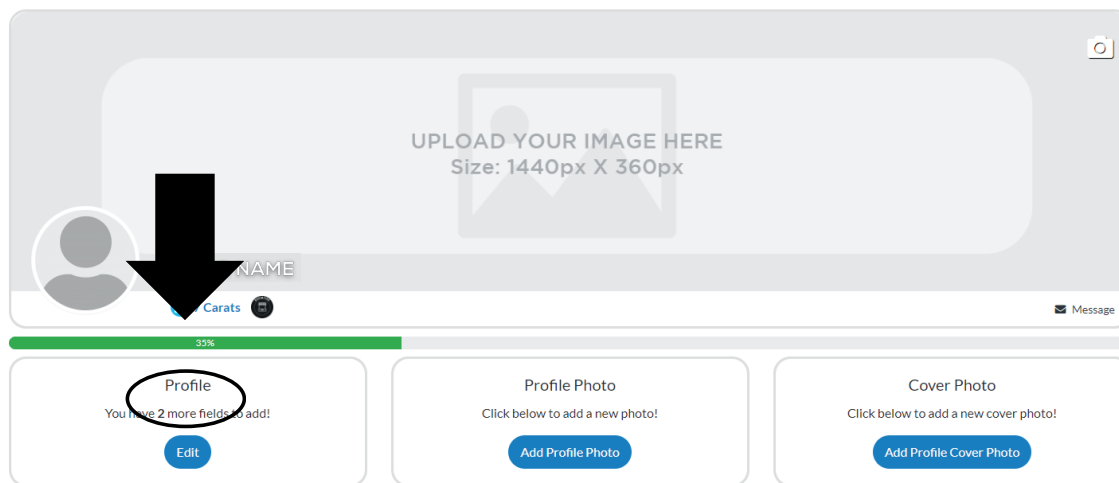 UPLOAD YOUR IMAGE HERE
Size: 1440px X 360px
NAME
Carats
Message
35%
Profile
You have 2 more fields to add!
Edit
Profile Photo
Click below to add a new photo!
Add Profile Photo
Cover Photo
Click below to add a new cover photo!
Add Profile Cover Photo